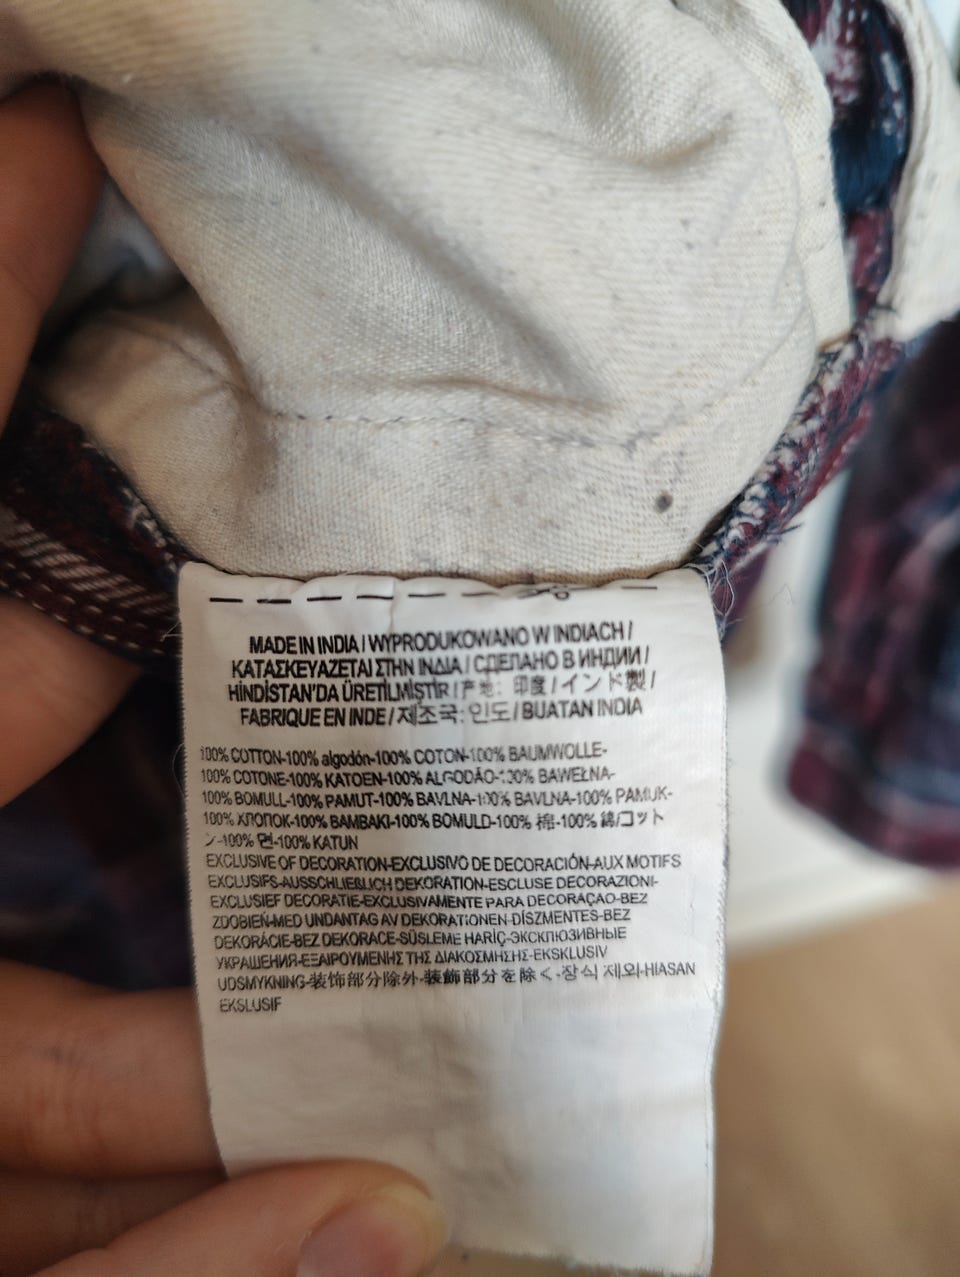 MADE IN INDIA / WYPRODUKOWANO W INDIACH /
ΚΑΤΑΣΚΕΥΑΖΕΤΑΙ ΣΤΗΝ ΙΝΔΙΑ / СДЕЛАНО В ИНДИИ /
HİNDİSTAN'DA ÜRETİLMİŞTİR / 产地: 印度 / インド製 /
FABRIQUE EN INDE / 제조국: 인도 / BUATAN INDIA
100% COTTON-100% algodón-100% COTON-100% BAUMWOLLE-
100% COTONE-100% KATOEN-100% ALGODÃO-100% BAWEŁNA-
100% BOMULL-100% PAMUT-100% BAVLNA-100% BAVLNA-100% PAMUK-
100% ХЛОПОК-100% ΒΑΜΒΑΚΙ-100% BOMULD-100% 棉-100% 綿/コット
ン-100% 면-100% KATUN
EXCLUSIVE OF DECORATION-EXCLUSIVO DE DECORACIÓN-AUX MOTIFS
EXCLUSIFS-AUSSCHLIEßLICH DEKORATION-ESCLUSE DECORAZIONI-
EXCLUSIEF DECORATIE-EXCLUSIVAMENTE PARA DECORAÇAO-BEZ
ZDOBIEŃ-MED UNDANTAG AV DEKORATIONEN-DÍSZMENTES-BEZ
DEKORÁCIE-BEZ DEKORACE-SÜSLEME HARİÇ-ЭКСКЛЮЗИВНЫЕ
УКРАШЕНИЯ-ΕΞΑΙΡΟΥΜΕΝΗΣ ΤΗΣ ΔΙΑΚΟΣΜΗΣΗΣ-EKSKLUSIV
UDSMYKNING-装饰部分除外-装飾部分を除く-장식 제외-HIASAN
EKSLUSIF